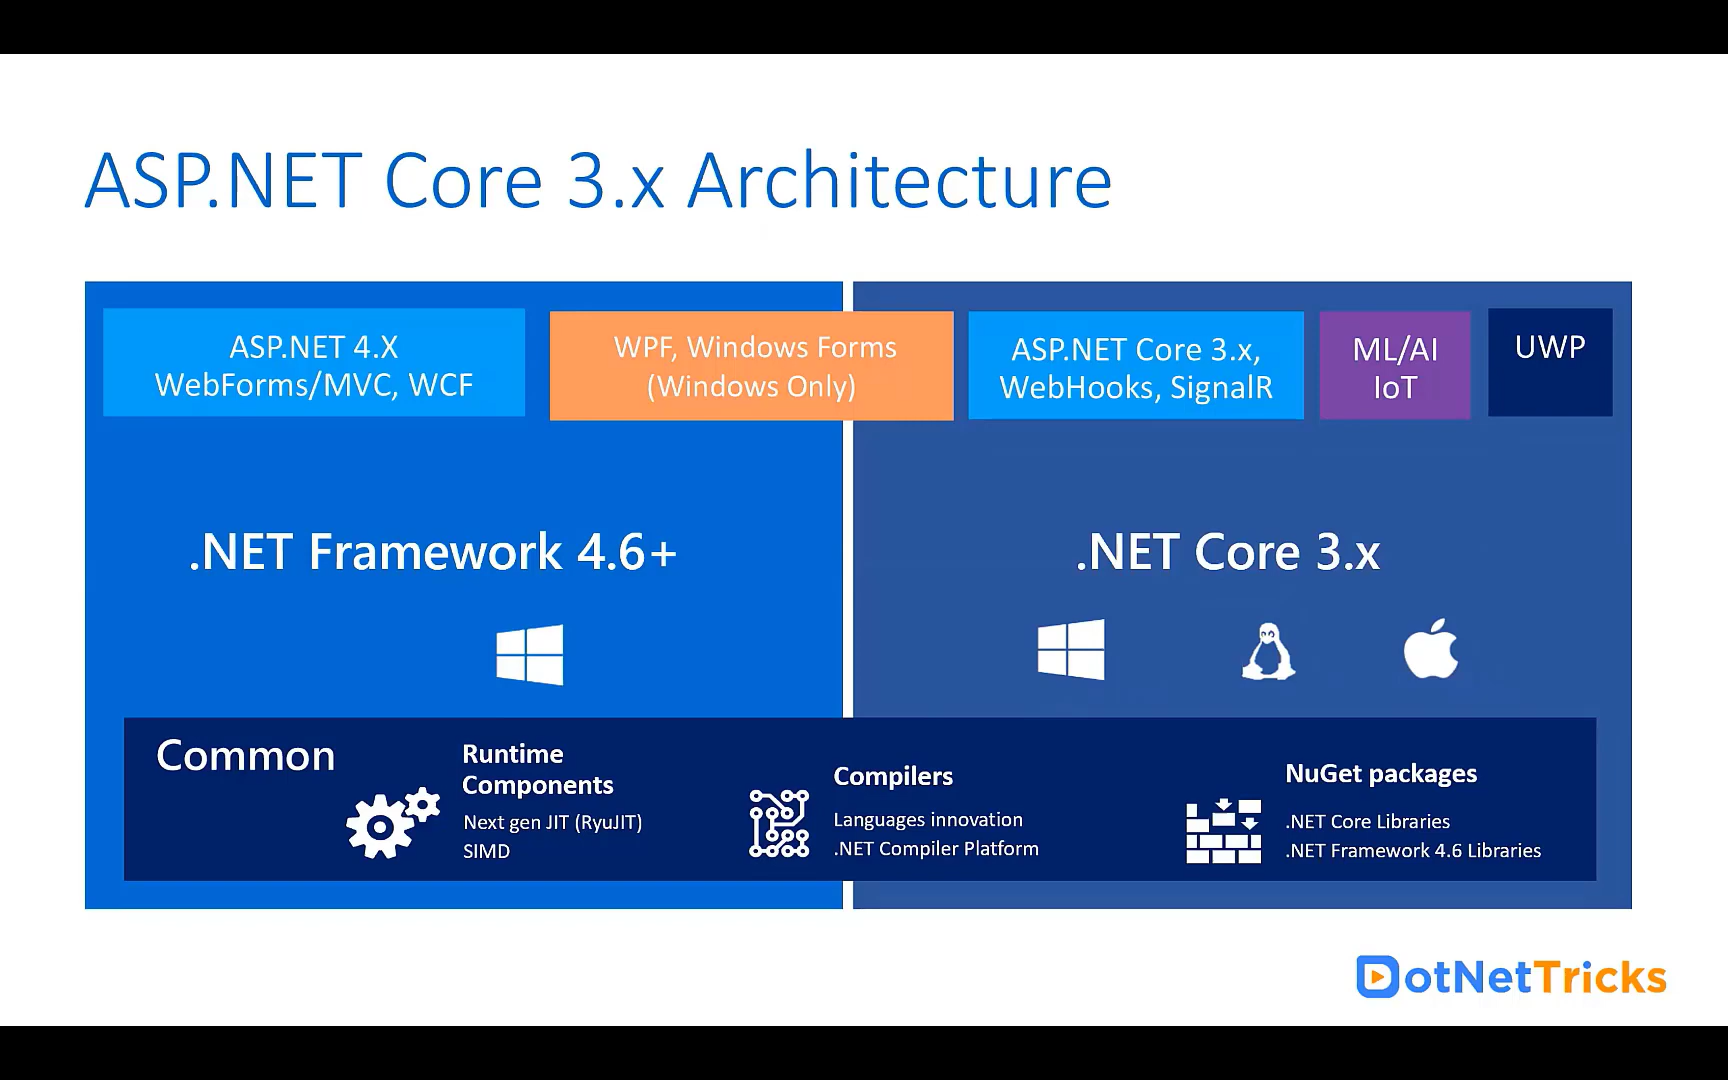 ASP.NET Core 3.x Architecture
ASP.NET 4.X
WebForms/MVC, WCF
WPF, Windows Forms
(Windows Only)
ASP.NET Core 3.x,
WebHooks, SignalR
ML/AI
IoT
UWP
.NET Framework 4.6+
.NET Core 3.x
Common
Runtime
Components
Next gen JIT (RyuJIT)
SIMD
Compilers
Languages innovation
.NET Compiler Platform
NuGet packages
.NET Core Libraries
.NET Framework 4.6 Libraries
DotNetTricks